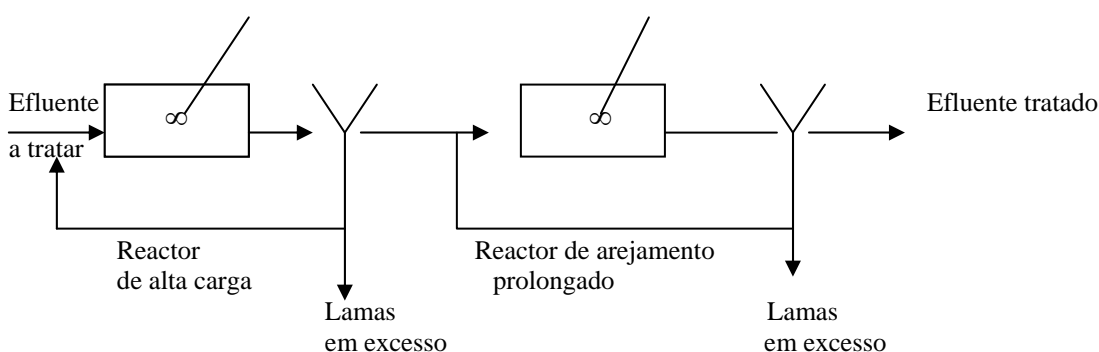 Efluente
a tratar
∞
∞
Efluente tratado
Reactor
de alta carga
Reactor de arejamento
prolongado
Lamas
em excesso
Lamas
em excesso